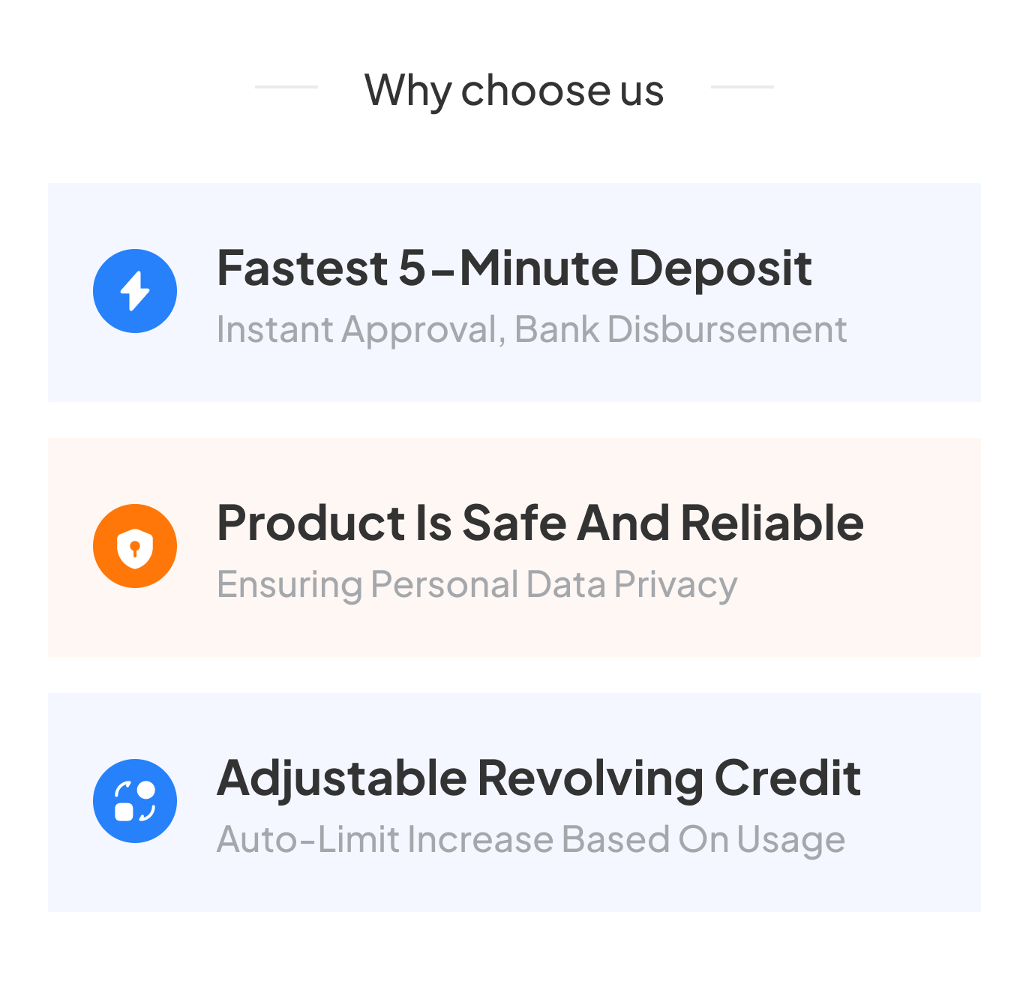 Why choose us
Fastest 5–Minute Deposit
Instant Approval, Bank Disbursement
Product Is Safe And Reliable
Ensuring Personal Data Privacy
Adjustable Revolving Credit
Auto-Limit Increase Based On Usage